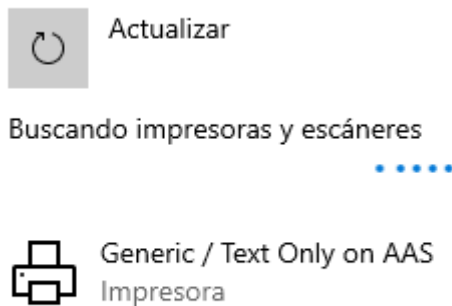 Actualizar
Buscando impresoras y escáneres
Generic / Text Only on AAS
Impresora